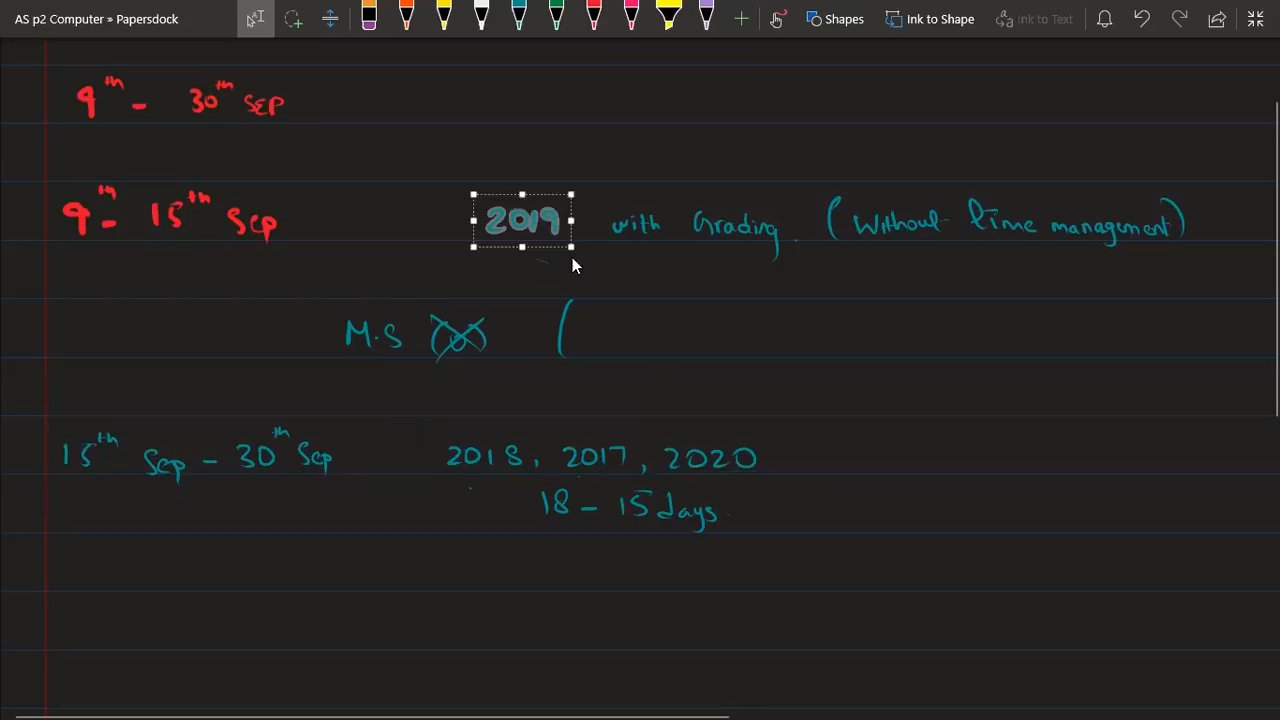 AS p2 Computer » Papersdock
Shapes
Ink to Shape
Ink to Text
9th - 30th SEP
9th - 15th Sep 2019 with Grading. (Without time management)
M.S (
15th Sep - 30th Sep 2018, 2017, 2020
18 - 15 days